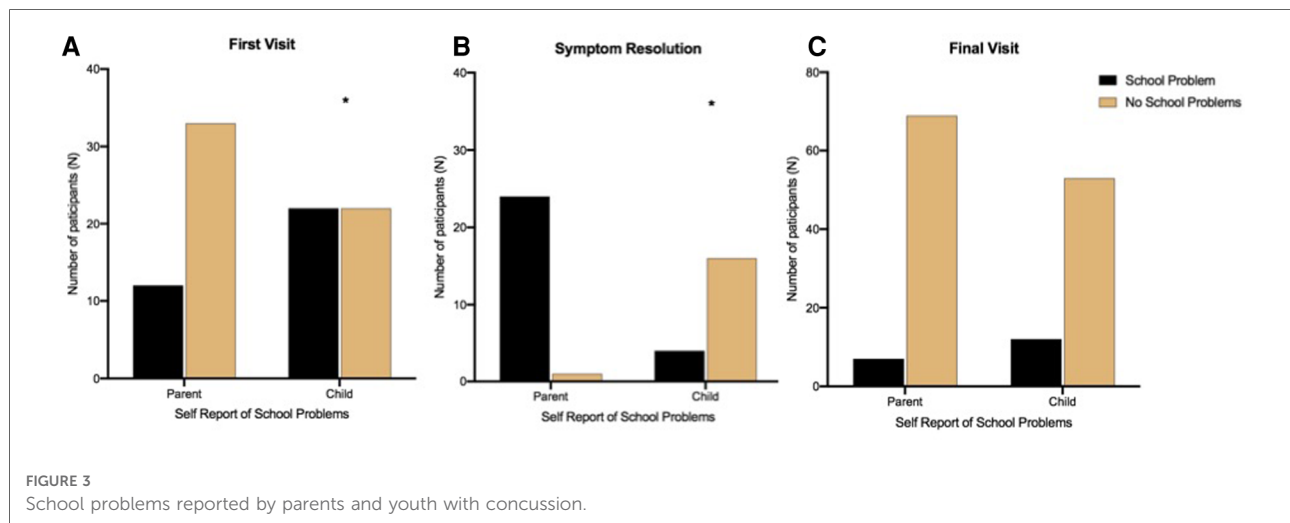 A
First Visit
40
30
20
10
0
Number of paticipants (N)
*
Parent
Child
Self Report of School Problems
B
Symptom Resolution
40
30
20
10
0
Number of paticipants (N)
*
Parent
Child
Self Report of School Problems
C
Final Visit
80
60
40
20
0
Number of paticipants (N)
Parent
Child
Self Report of School Problems
School Problem
No School Problems
FIGURE 3
School problems reported by parents and youth with concussion.